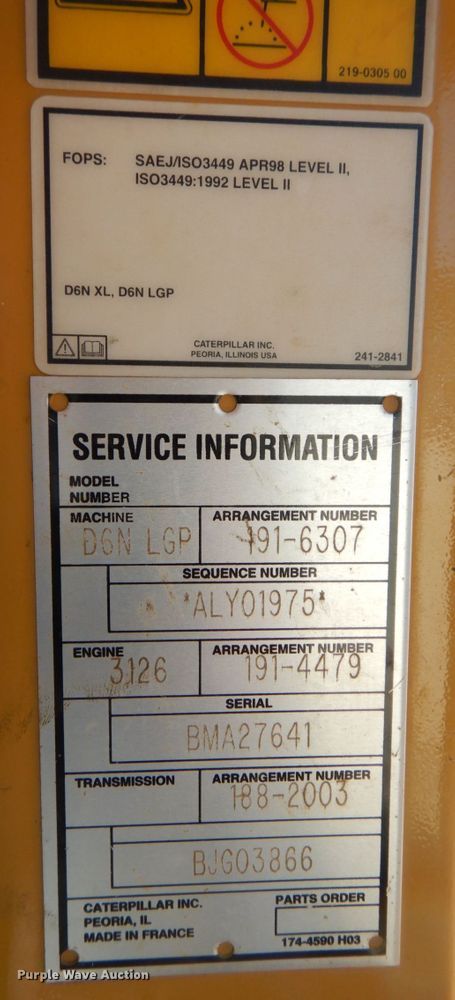 219-0305 00
FOPS: SAEJ/ISO3449 APR98 LEVEL II,
ISO3449:1992 LEVEL II
D6N XL, D6N LGP
CATERPILLAR INC.
PEORIA, ILLINOIS USA 241-2841
SERVICE INFORMATION
MODEL
NUMBER
MACHINE ARRANGEMENT NUMBER
D6N LGP 191-6307
SEQUENCE NUMBER
*ALY01975*
ENGINE ARRANGEMENT NUMBER
3126 191-4479
SERIAL
BMA27641
TRANSMISSION ARRANGEMENT NUMBER
188-2003
BJG03866
CATERPILLAR INC. PARTS ORDER
PEORIA, IL
MADE IN FRANCE 174-4590 H03
Purple Wave Auction